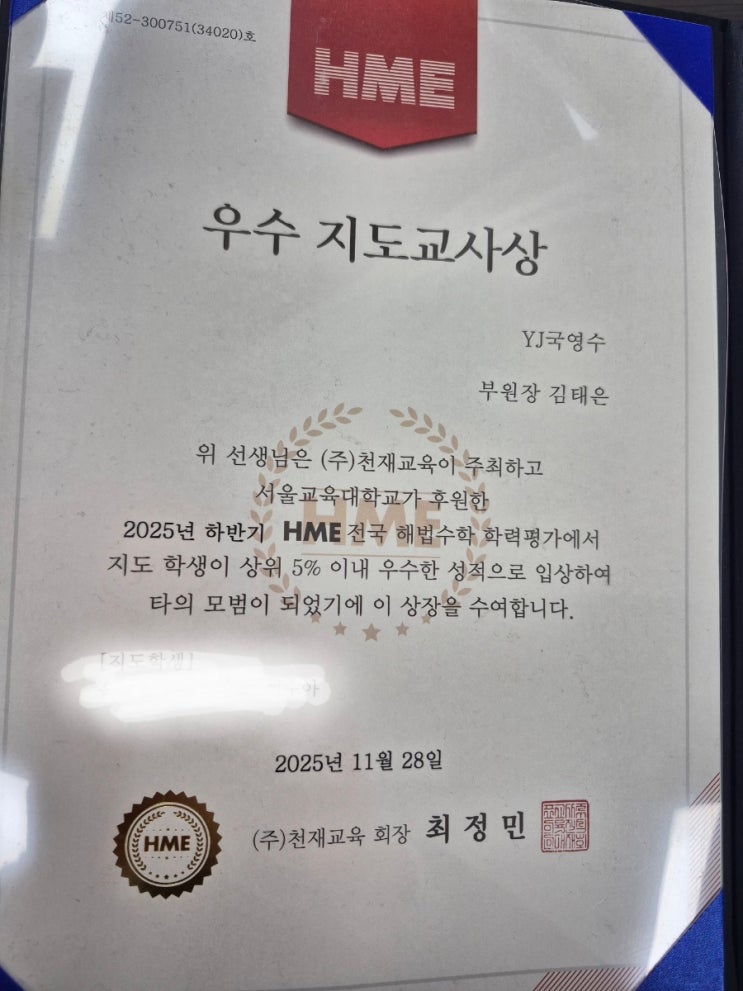 52-300751(34020)호
HME
우수 지도교사상
YJ국영수
부원장 김태은
위 선생님은 (주)천재교육이 주최하고
서울교육대학교가 후원한
2025년 하반기 HME 전국 해법수학 학력평가에서
지도 학생이 상위 5% 이내 우수한 성적으로 입상하여
타의 모범이 되었기에 이 상장을 수여합니다.
HME
[지도학생]
2025년 11월 28일
HME
(주)천재교육 회장 최정민